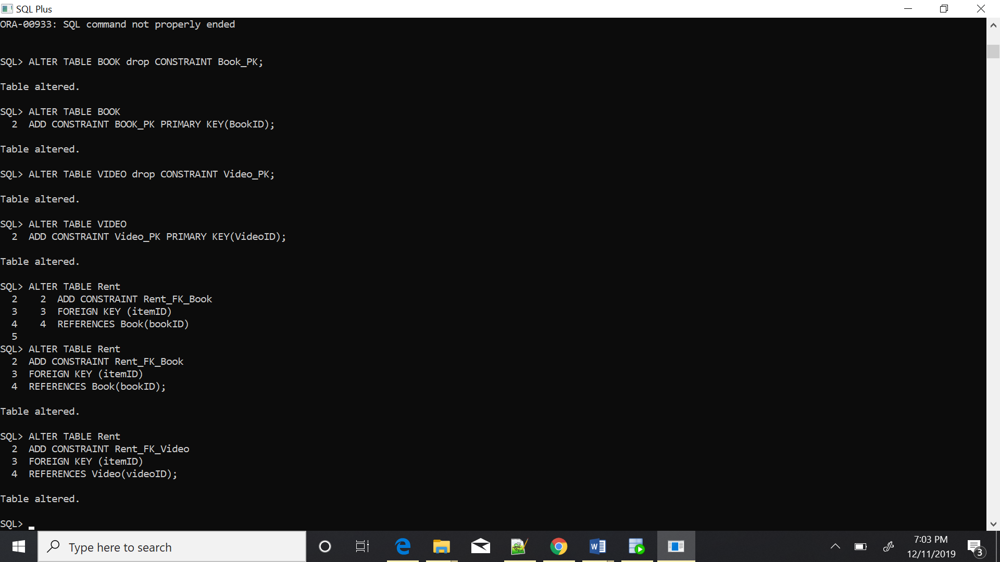 SQL Plus
ORA-00933: SQL command not properly ended
SQL> ALTER TABLE BOOK drop CONSTRAINT Book_PK;
Table altered.
SQL> ALTER TABLE BOOK
  2  ADD CONSTRAINT BOOK_PK PRIMARY KEY(BookID);
Table altered.
SQL> ALTER TABLE VIDEO drop CONSTRAINT Video_PK;
Table altered.
SQL> ALTER TABLE VIDEO
  2  ADD CONSTRAINT Video_PK PRIMARY KEY(VideoID);
Table altered.
SQL> ALTER TABLE Rent
  2    2  ADD CONSTRAINT Rent_FK_Book
  3    3  FOREIGN KEY (itemID)
  4    4  REFERENCES Book(bookID)
  5
SQL> ALTER TABLE Rent
  2  ADD CONSTRAINT Rent_FK_Book
  3  FOREIGN KEY (itemID)
  4  REFERENCES Book(bookID);
Table altered.
SQL> ALTER TABLE Rent
  2  ADD CONSTRAINT Rent_FK_Video
  3  FOREIGN KEY (itemID)
  4  REFERENCES Video(videoID);
Table altered.
SQL>
Type here to search
7:03 PM
12/11/2019
3